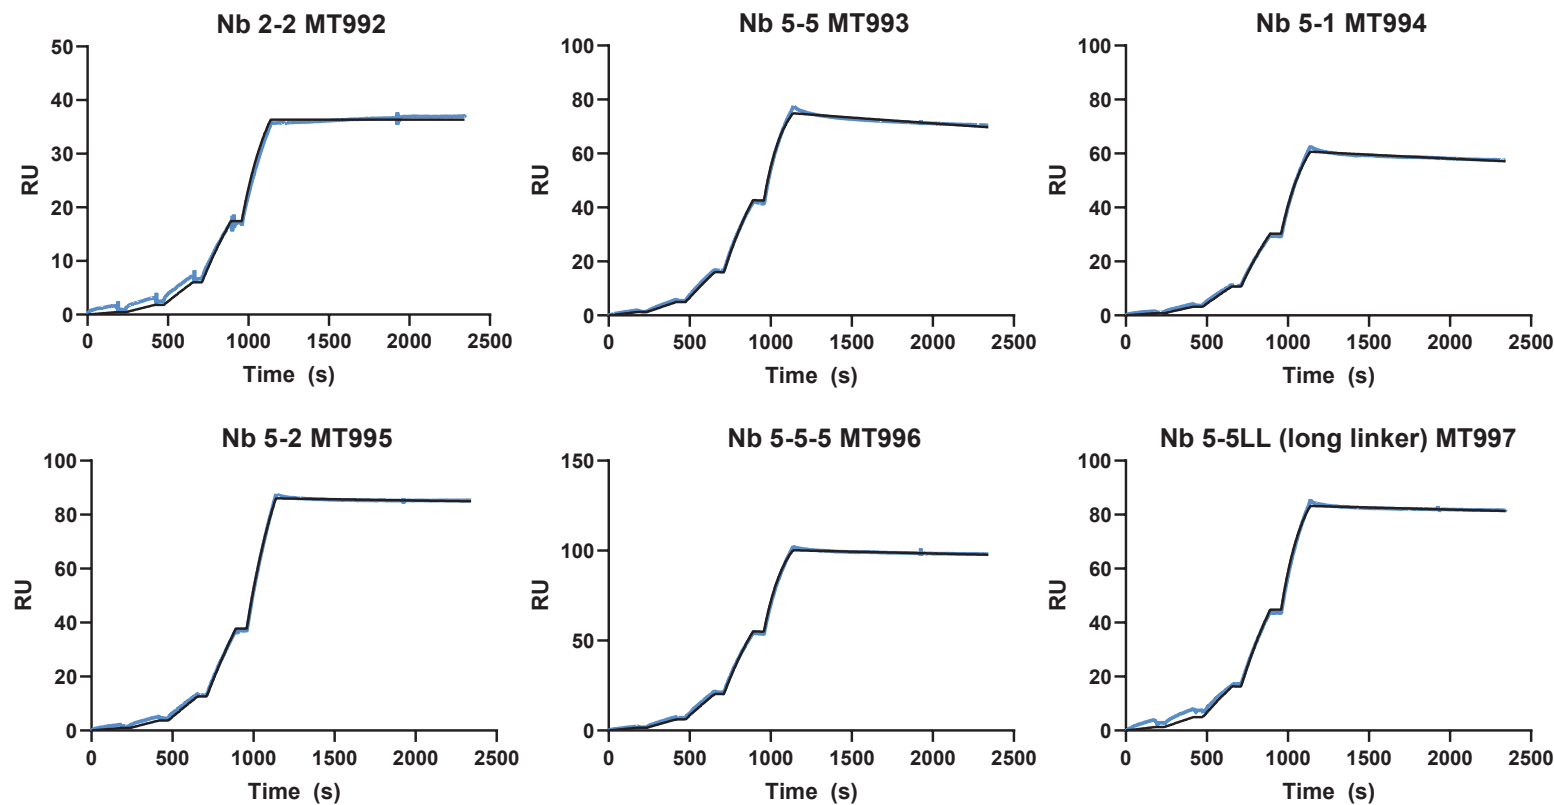 Nb 2-2 MT992
50
40
30
20
10
0
RU
0 500 1000 1500 2000 2500
Time (s)
Nb 5-5 MT993
100
80
60
40
20
0
RU
0 500 1000 1500 2000 2500
Time (s)
Nb 5-1 MT994
100
80
60
40
20
0
RU
0 500 1000 1500 2000 2500
Time (s)
Nb 5-2 MT995
100
80
60
40
20
0
RU
0 500 1000 1500 2000 2500
Time (s)
Nb 5-5-5 MT996
150
100
50
0
RU
0 500 1000 1500 2000 2500
Time (s)
Nb 5-5LL (long linker) MT997
100
80
60
40
20
0
RU
0 500 1000 1500 2000 2500
Time (s)